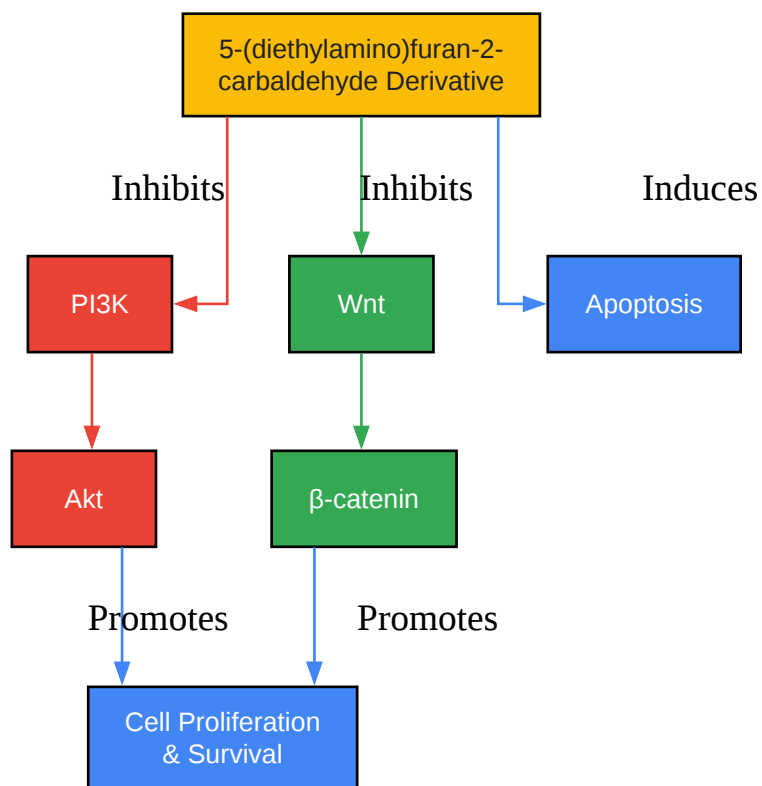 5-(diethylamino)furan-2-
carbaldehyde Derivative
Inhibits
Inhibits
Induces
PI3K
Wnt
Apoptosis
Akt
β-catenin
Promotes
Promotes
Cell Proliferation
& Survival